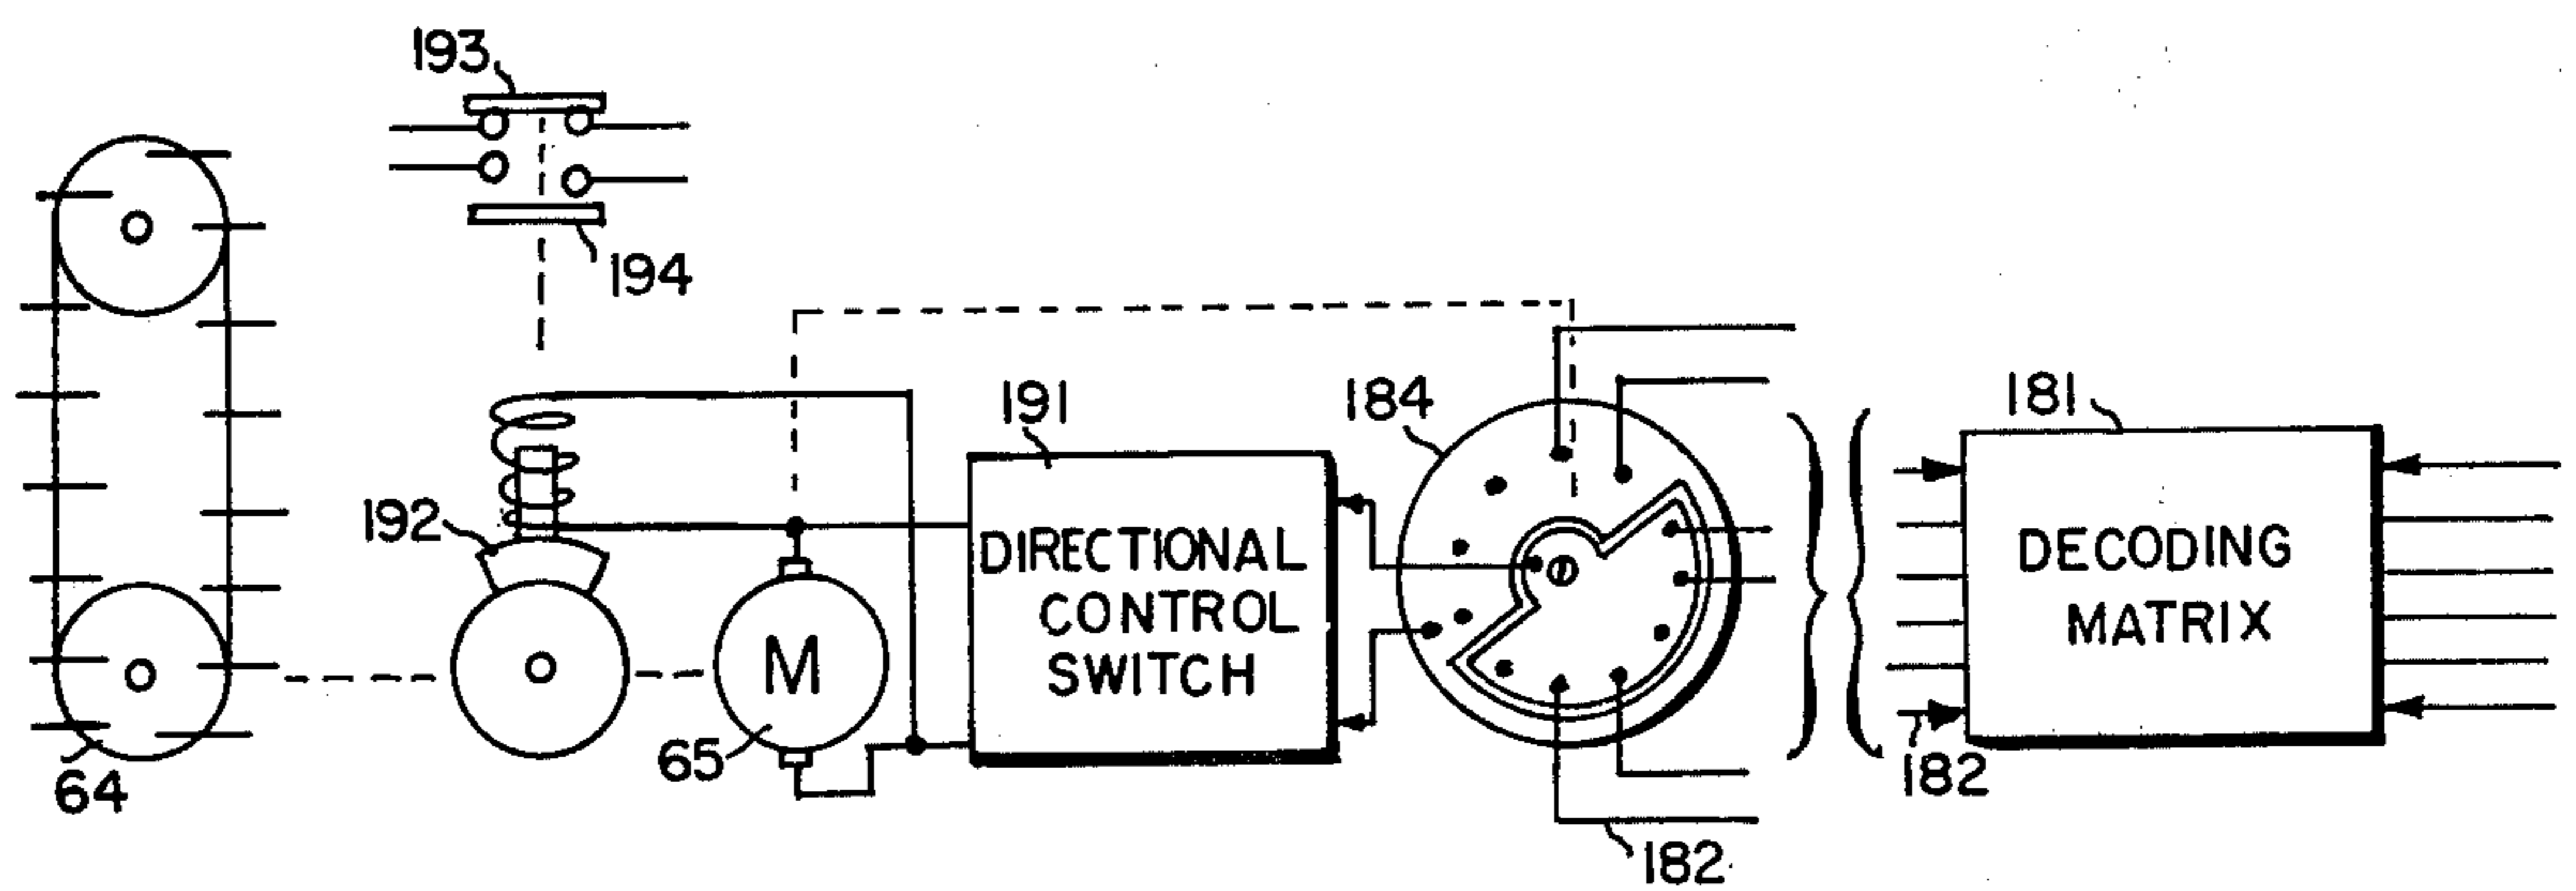 193
194
191
184
181
192
DIRECTIONAL
CONTROL
SWITCH
DECODING
MATRIX
M
65
64
182
182